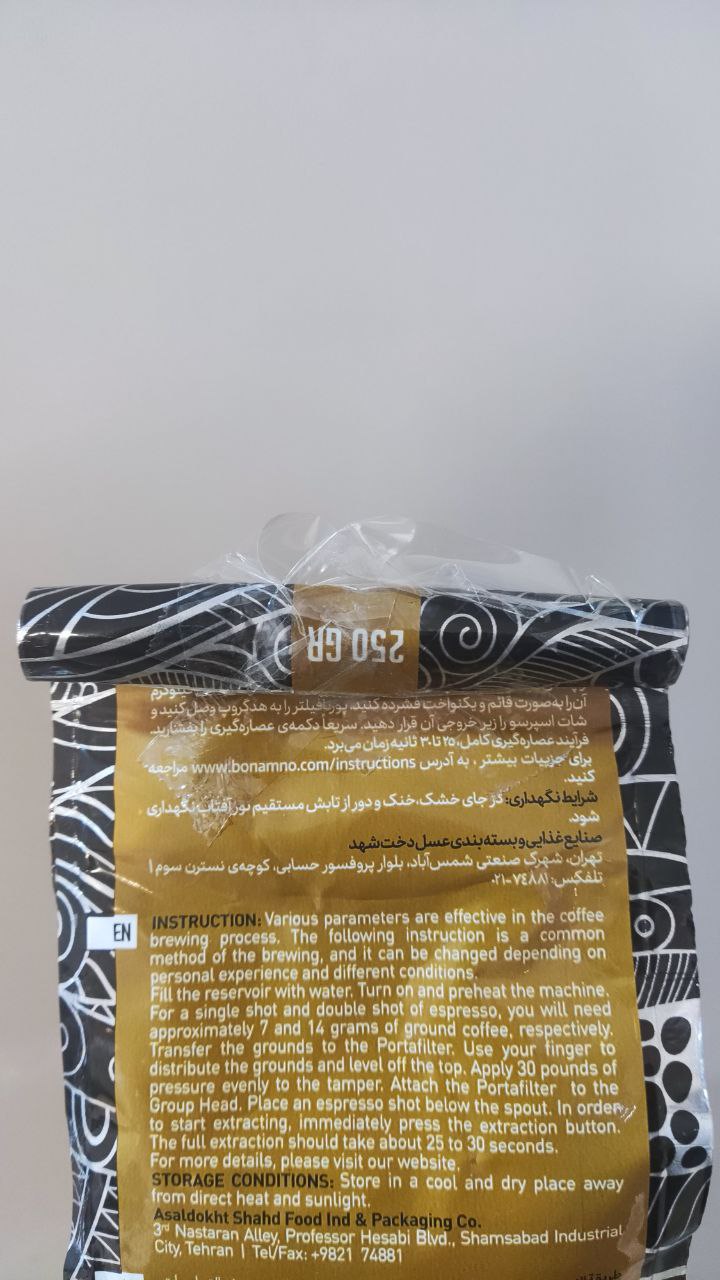 250 GR
آن را به صورت قائم و یکنواخت فشرده کنید. پورتافیلتر را به هدگروپ وصل کنید و
شات اسپرسو را زیر خروجی آن قرار دهید. سریعاً دکمه‌ی عصاره‌گیری را بفشارید.
فرآیند عصاره‌گیری کامل، ۲۵ تا ۳۰ ثانیه زمان می‌برد.
برای جزییات بیشتر، به آدرس www.bonamno.com/instructions مراجعه
کنید.
شرایط نگهداری: در جای خشک، خنک و دور از تابش مستقیم نور آفتاب نگهداری
شود.
صنایع غذایی و بسته بندی عسل دخت شهد
تهران، شهرک صنعتی شمس‌آباد، بلوار پروفسور حسابی، کوچه‌ی نسترن سوم |
تلفکس: ۷۴۸۸۱-۰۲۱
EN
INSTRUCTION: Various parameters are effective in the coffee
brewing process. The following instruction is a common
method of the brewing, and it can be changed depending on
personal experience and different conditions.
Fill the reservoir with water. Turn on and preheat the machine.
For a single shot and double shot of espresso, you will need
approximately 7 and 14 grams of ground coffee, respectively.
Transfer the grounds to the Portafilter. Use your finger to
distribute the grounds and level off the top. Apply 30 pounds of
pressure evenly to the tamper. Attach the Portafilter to the
Group Head. Place an espresso shot below the spout. In order
to start extracting, immediately press the extraction button.
The full extraction should take about 25 to 30 seconds.
For more details, please visit our website.
STORAGE CONDITIONS: Store in a cool and dry place away
from direct heat and sunlight.
Asaldokht Shahd Food Ind & Packaging Co.
3rd Nastaran Alley, Professor Hesabi Blvd., Shamsabad Industrial
City, Tehran | Tel/Fax: +9821 74881